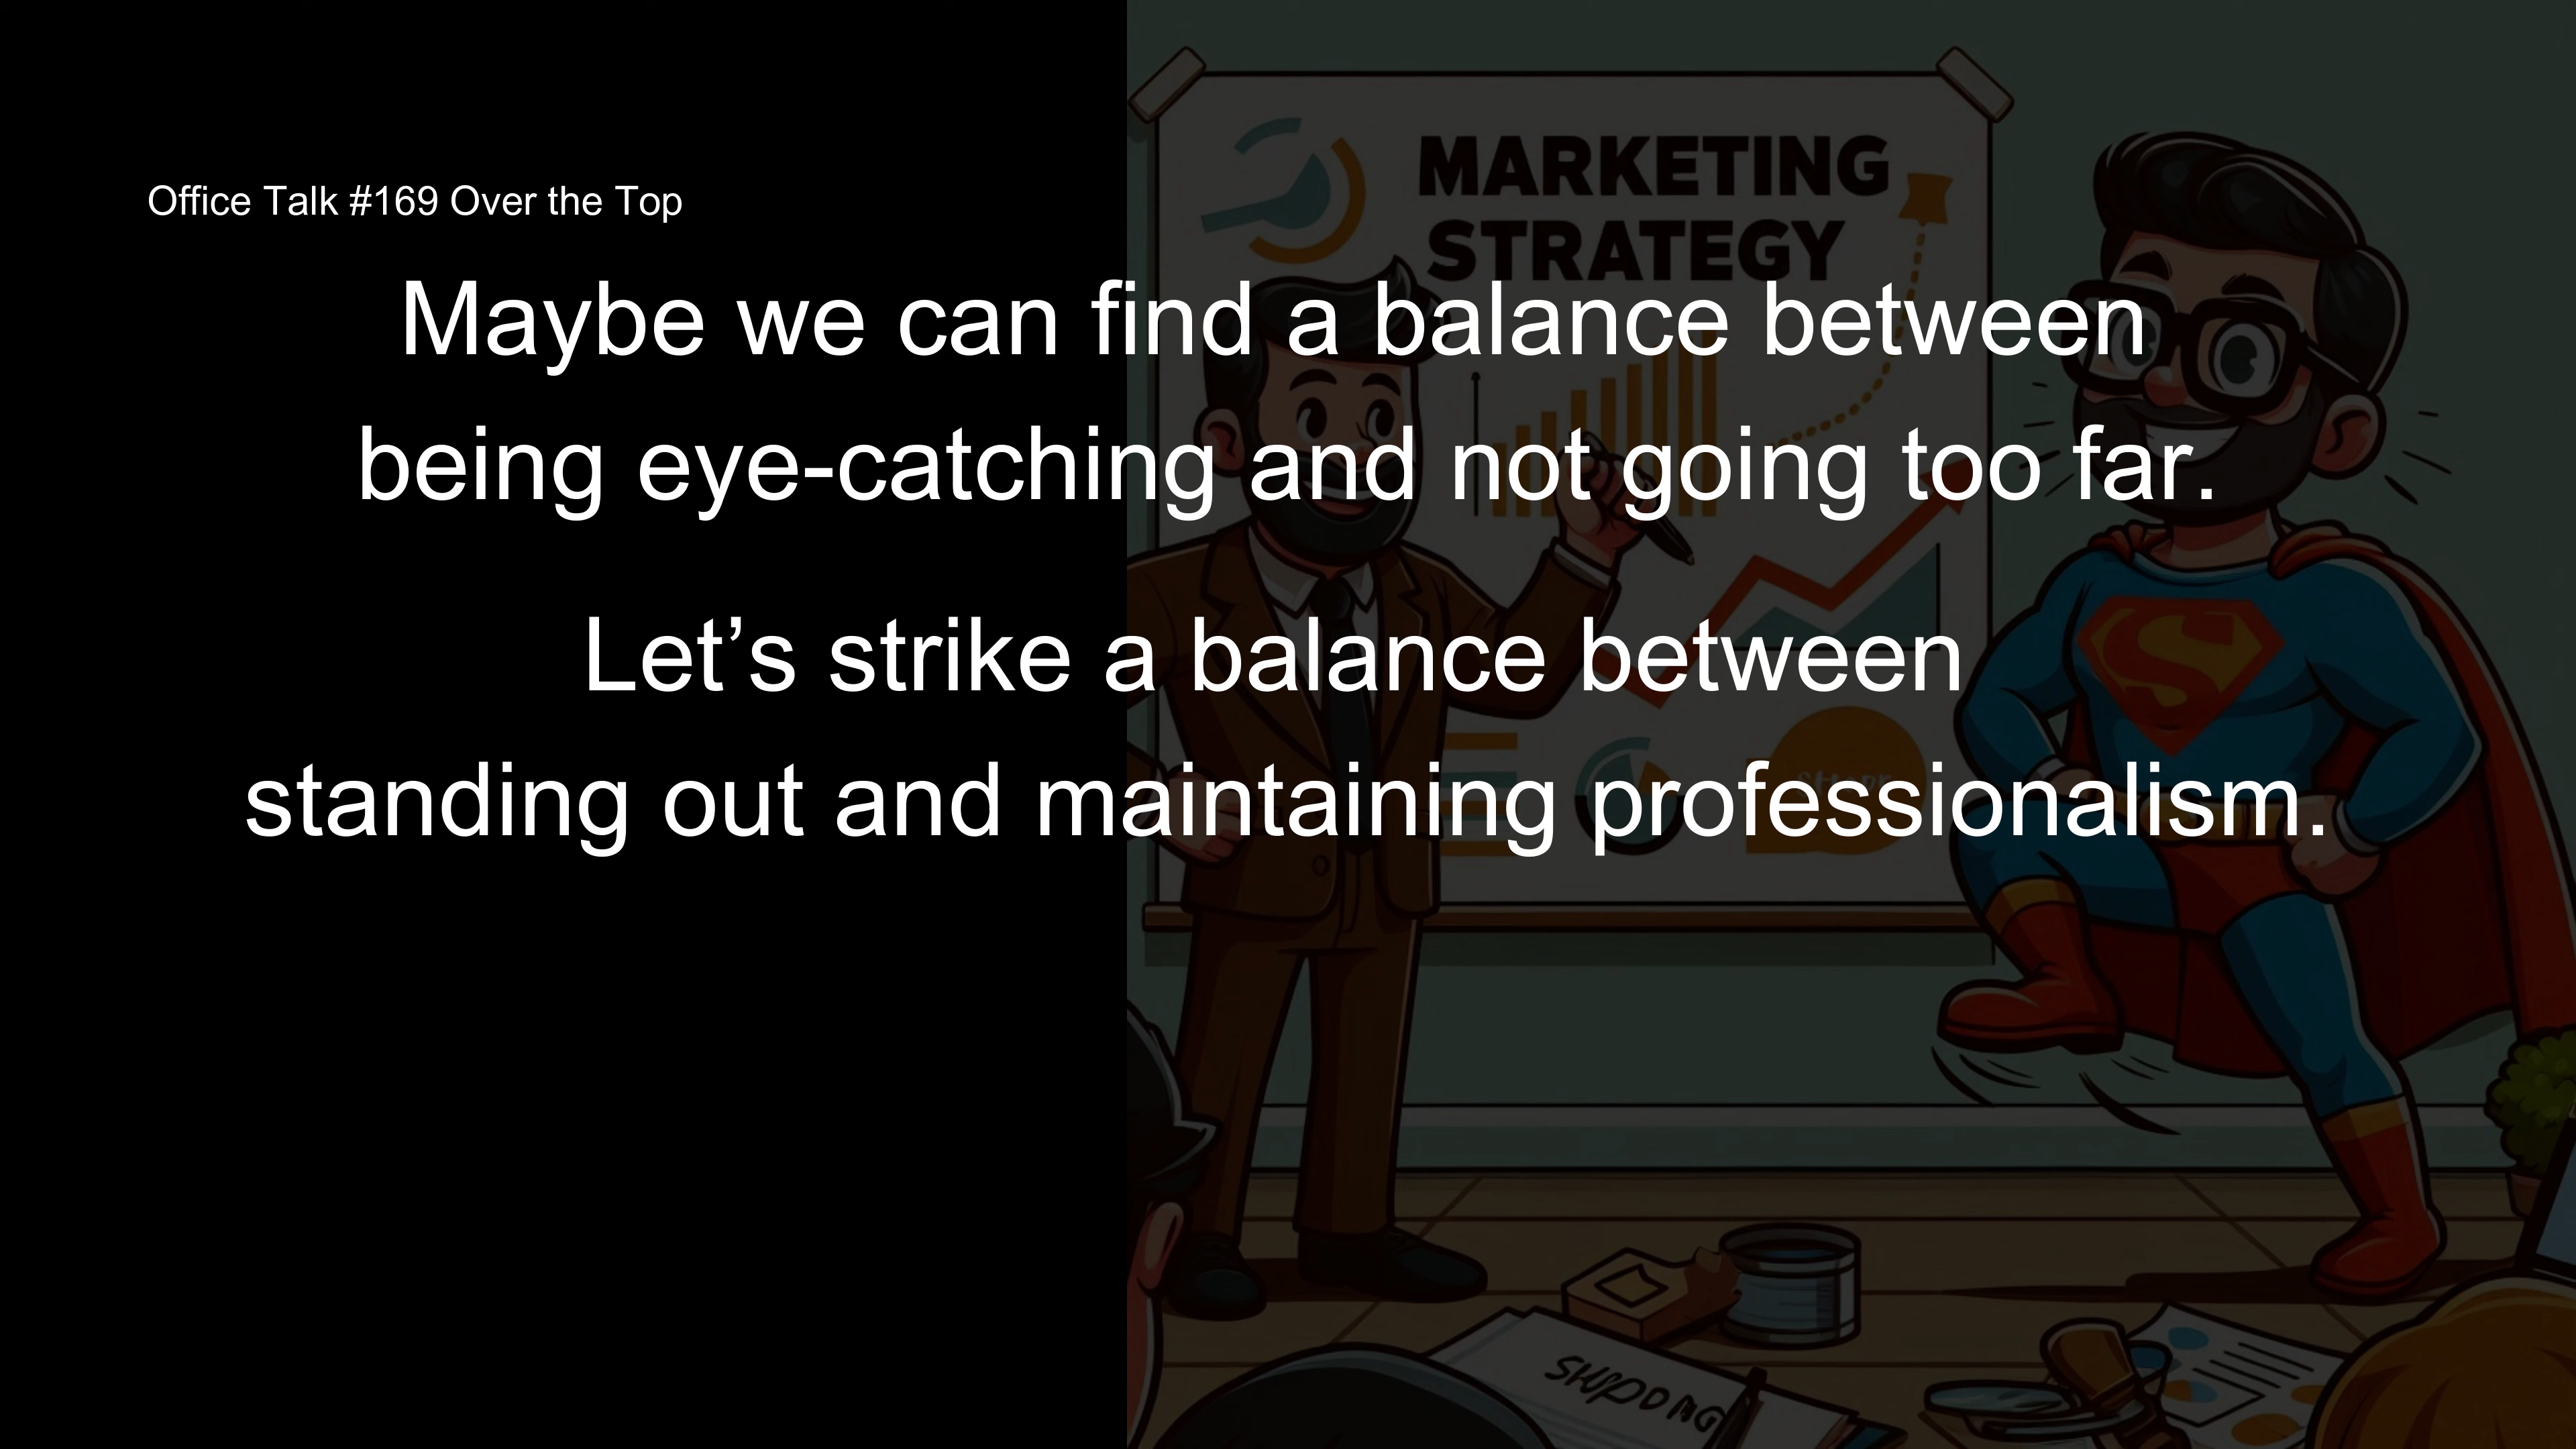 Office Talk #169 Over the Top
MARKETING
STRATEGY
Maybe we can find a balance between
being eye-catching and not going too far.
Let’s strike a balance between
standing out and maintaining professionalism.
S